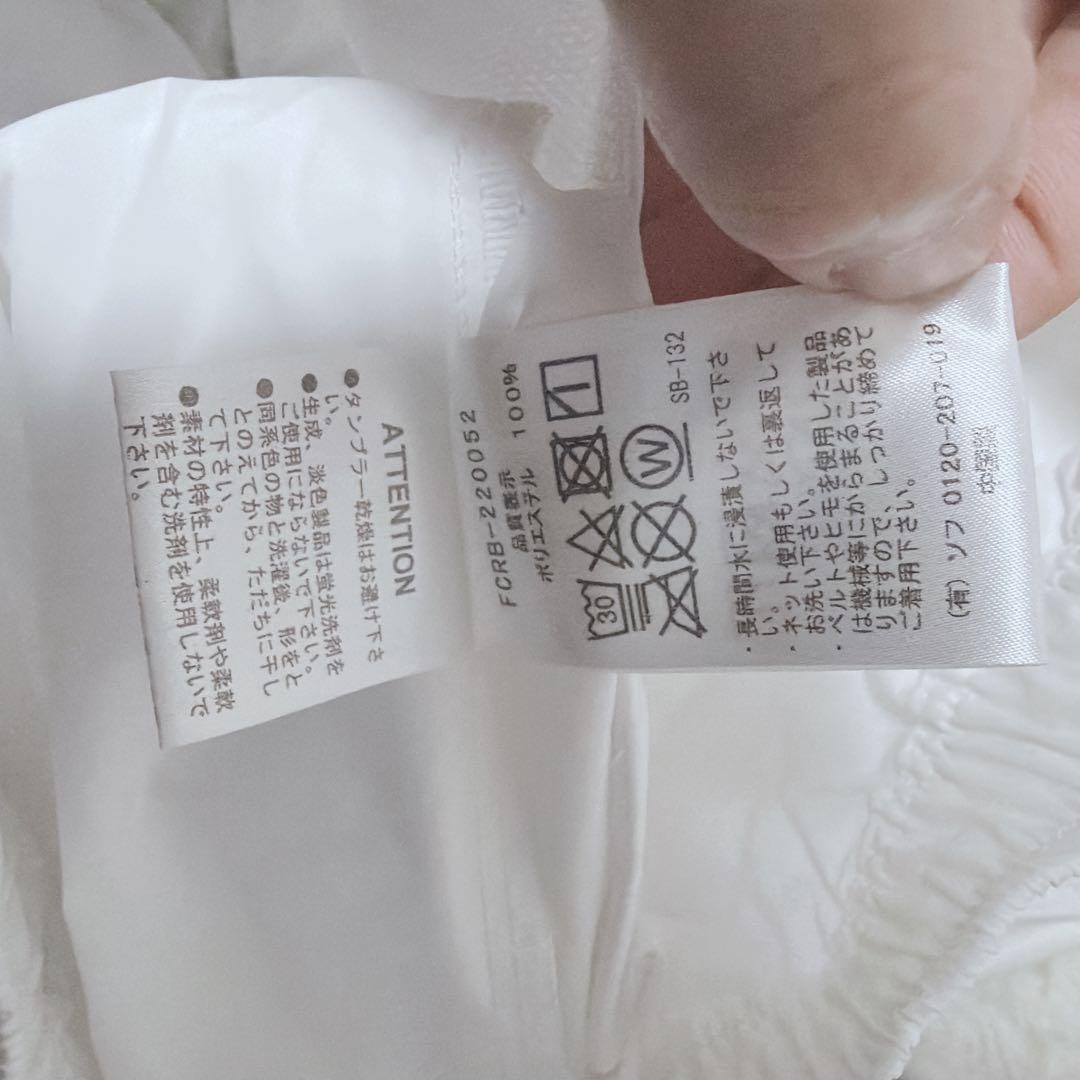 FCRB-220052
品質表示
ポリエステル 100%
30
W
SB-132
・長時間水に浸漬しないで下さ
い。
・ネット使用もしくは裏返して
お洗い下さい。
・ベルトやヒモを使用した製品
は機械等にからまることがあ
りますので、しっかり締めて
ご着用下さい。
(有) ソフ 0120-207-019
中国製
ATTENTION
●タンブラー乾燥はお避け下さ
い。
●生成、淡色製品は蛍光洗剤を
ご使用にならないで下さい。
●同系色の物と洗濯後、形をと
とのえてから、ただちに干し
て下さい。
●素材の特性上、柔軟剤や柔軟
剤を含む洗剤を使用しないで
下さい。